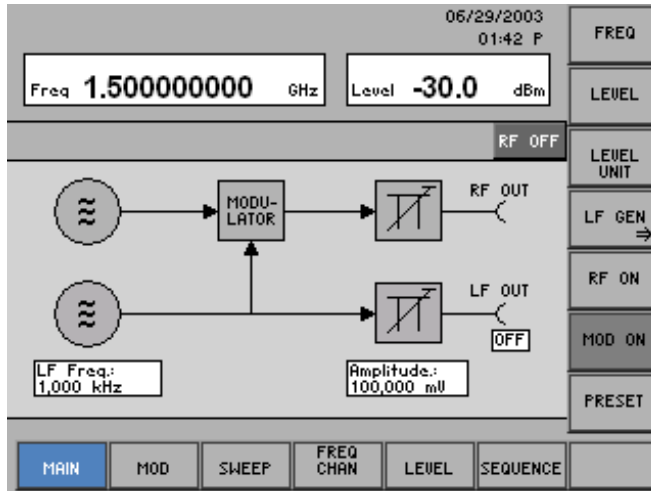 06/29/2003
01:42 P
Freq 1.500000000 GHz
Level -30.0 dBm
RF OFF
MODU-
LATOR
RF OUT
LF OUT
OFF
LF Freq.:
1,000 kHz
Amplitude.:
100,000 mV
FREQ
LEVEL
LEVEL
UNIT
LF GEN
⇒
RF ON
MOD ON
PRESET
MAIN
MOD
SWEEP
FREQ
CHAN
LEVEL
SEQUENCE